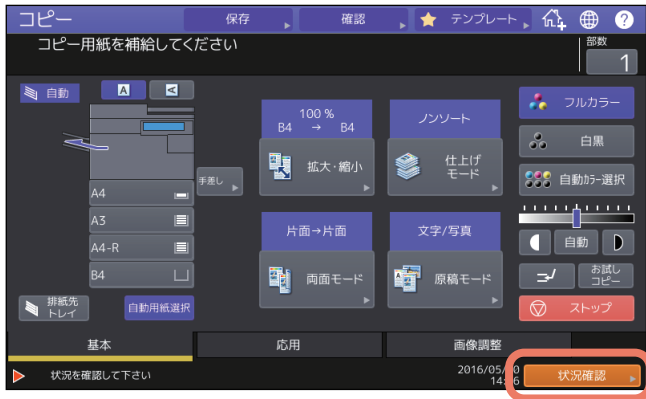 コピー
保存
確認
テンプレート
?
コピー用紙を補給してください
部数
1
自動
A
A
100 %
B4 → B4
ノンソート
フルカラー
白黒
自動ｶﾗｰ選択
拡大・縮小
仕上げ
モード
手差し
A4
A3
A4-R
B4
片面→片面
文字/写真
自動
両面モード
原稿モード
お試し
コピー
排紙先
トレイ
自動用紙選択
ストップ
基本
応用
画像調整
状況を確認して下さい
2016/05/
14:
状況確認